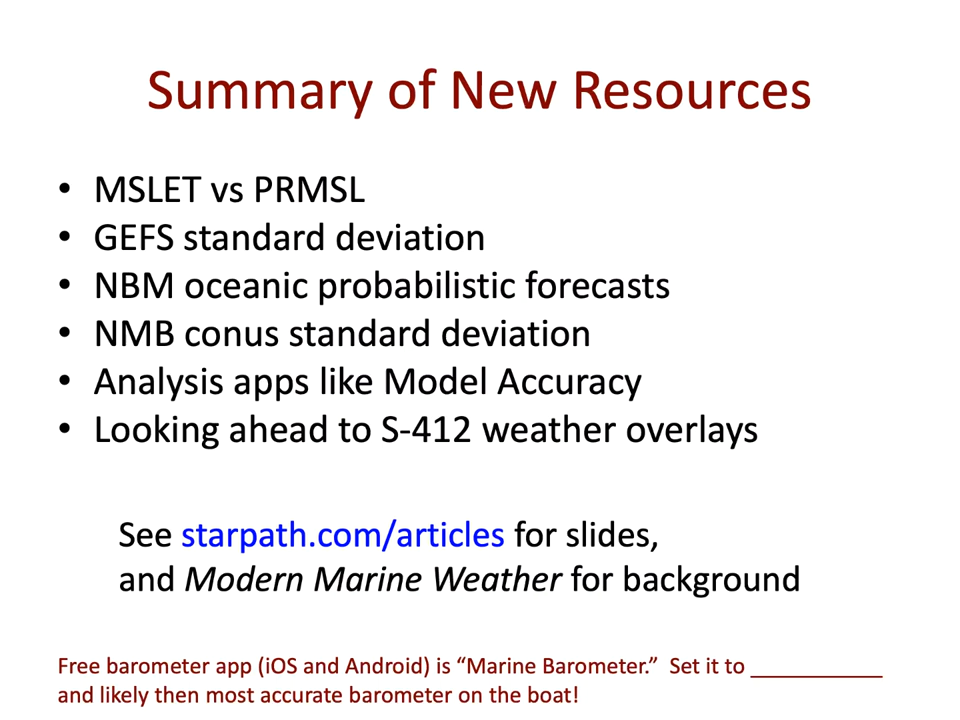 Summary of New Resources
• MSLET vs PRMSL
• GEFS standard deviation
• NBM oceanic probabilistic forecasts
• NMB conus standard deviation
• Analysis apps like Model Accuracy
• Looking ahead to S-412 weather overlays
See starpath.com/articles for slides,
and Modern Marine Weather for background
Free barometer app (iOS and Android) is “Marine Barometer.” Set it to ___________
and likely then most accurate barometer on the boat!